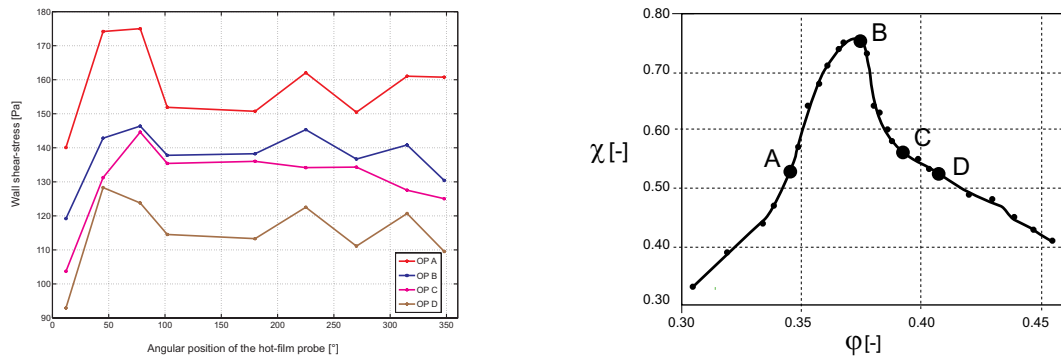 180
170
160
150
140
130
120
110
100
90
Wall shear-stress [Pa]
0 50 100 150 200 250 300 350
Angular position of the hot-film probe [°]
OP A
OP B
OP C
OP D
0.80
0.70
0.60
0.50
0.40
0.30
χ [-]
A
B
C
D
0.30 0.35 0.40 0.45
φ [-]